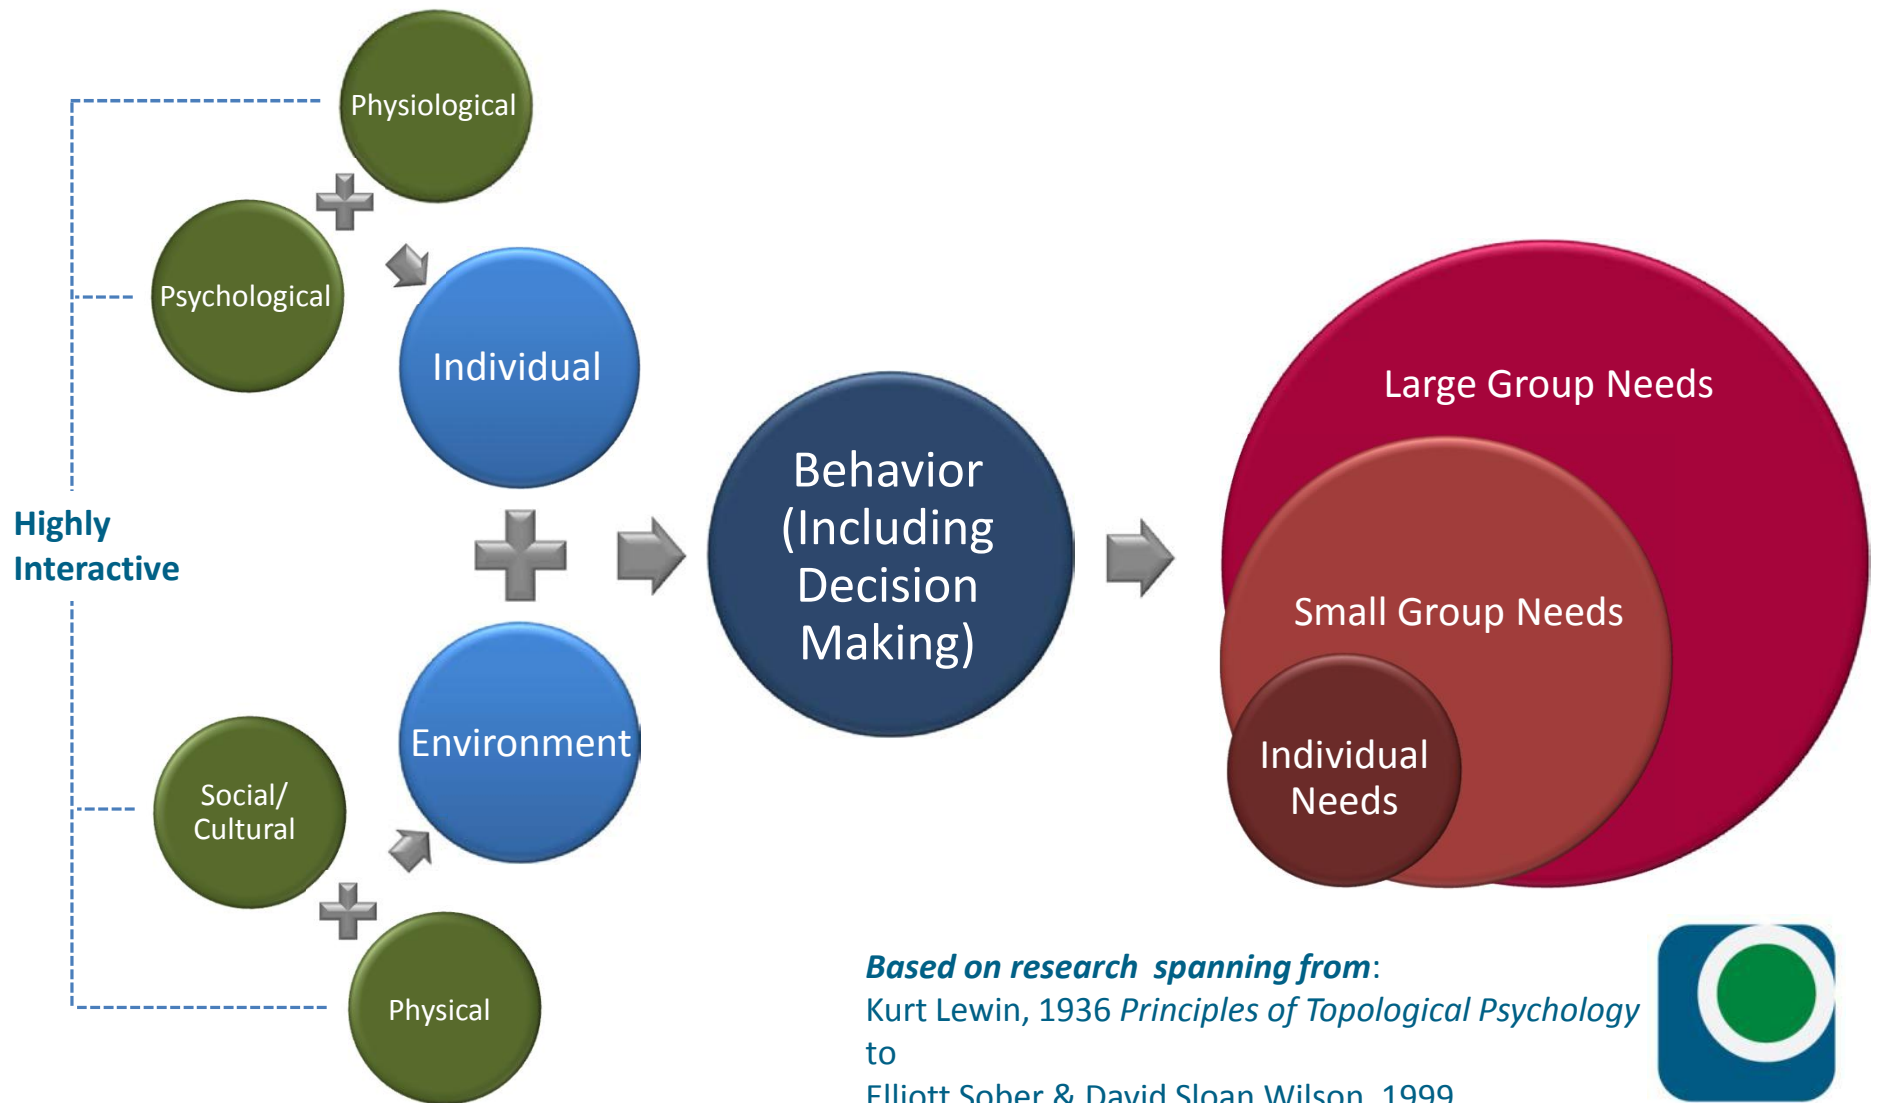 Physiological
Psychological
Individual
Highly
Interactive
Environment
Social/
Cultural
Physical
Behavior
(Including
Decision
Making)
Large Group Needs
Small Group Needs
Individual
Needs
Based on research spanning from:
Kurt Lewin, 1936 Principles of Topological Psychology
to
Elliott Sober & David Sloan Wilson, 1999